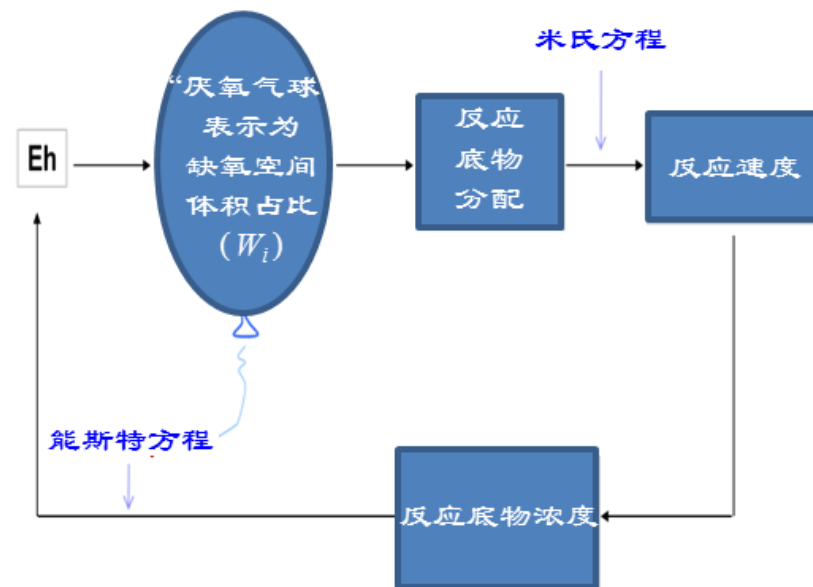 米氏方程
“厌氧气球
表示为
缺氧空间
体积占比
(Wi)
Eh
反应
底物
分配
反应速度
能斯特方程
反应底物浓度